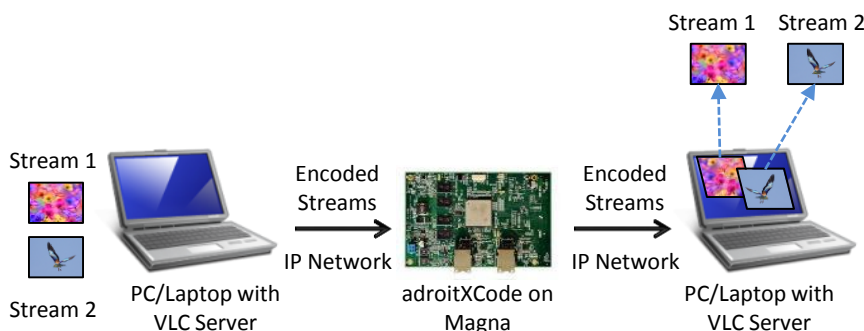 Stream 1
Stream 2
PC/Laptop with
VLC Server
Encoded
Streams
IP Network
adroitXCode on
Magna
Encoded
Streams
IP Network
Stream 1
Stream 2
PC/Laptop with
VLC Server